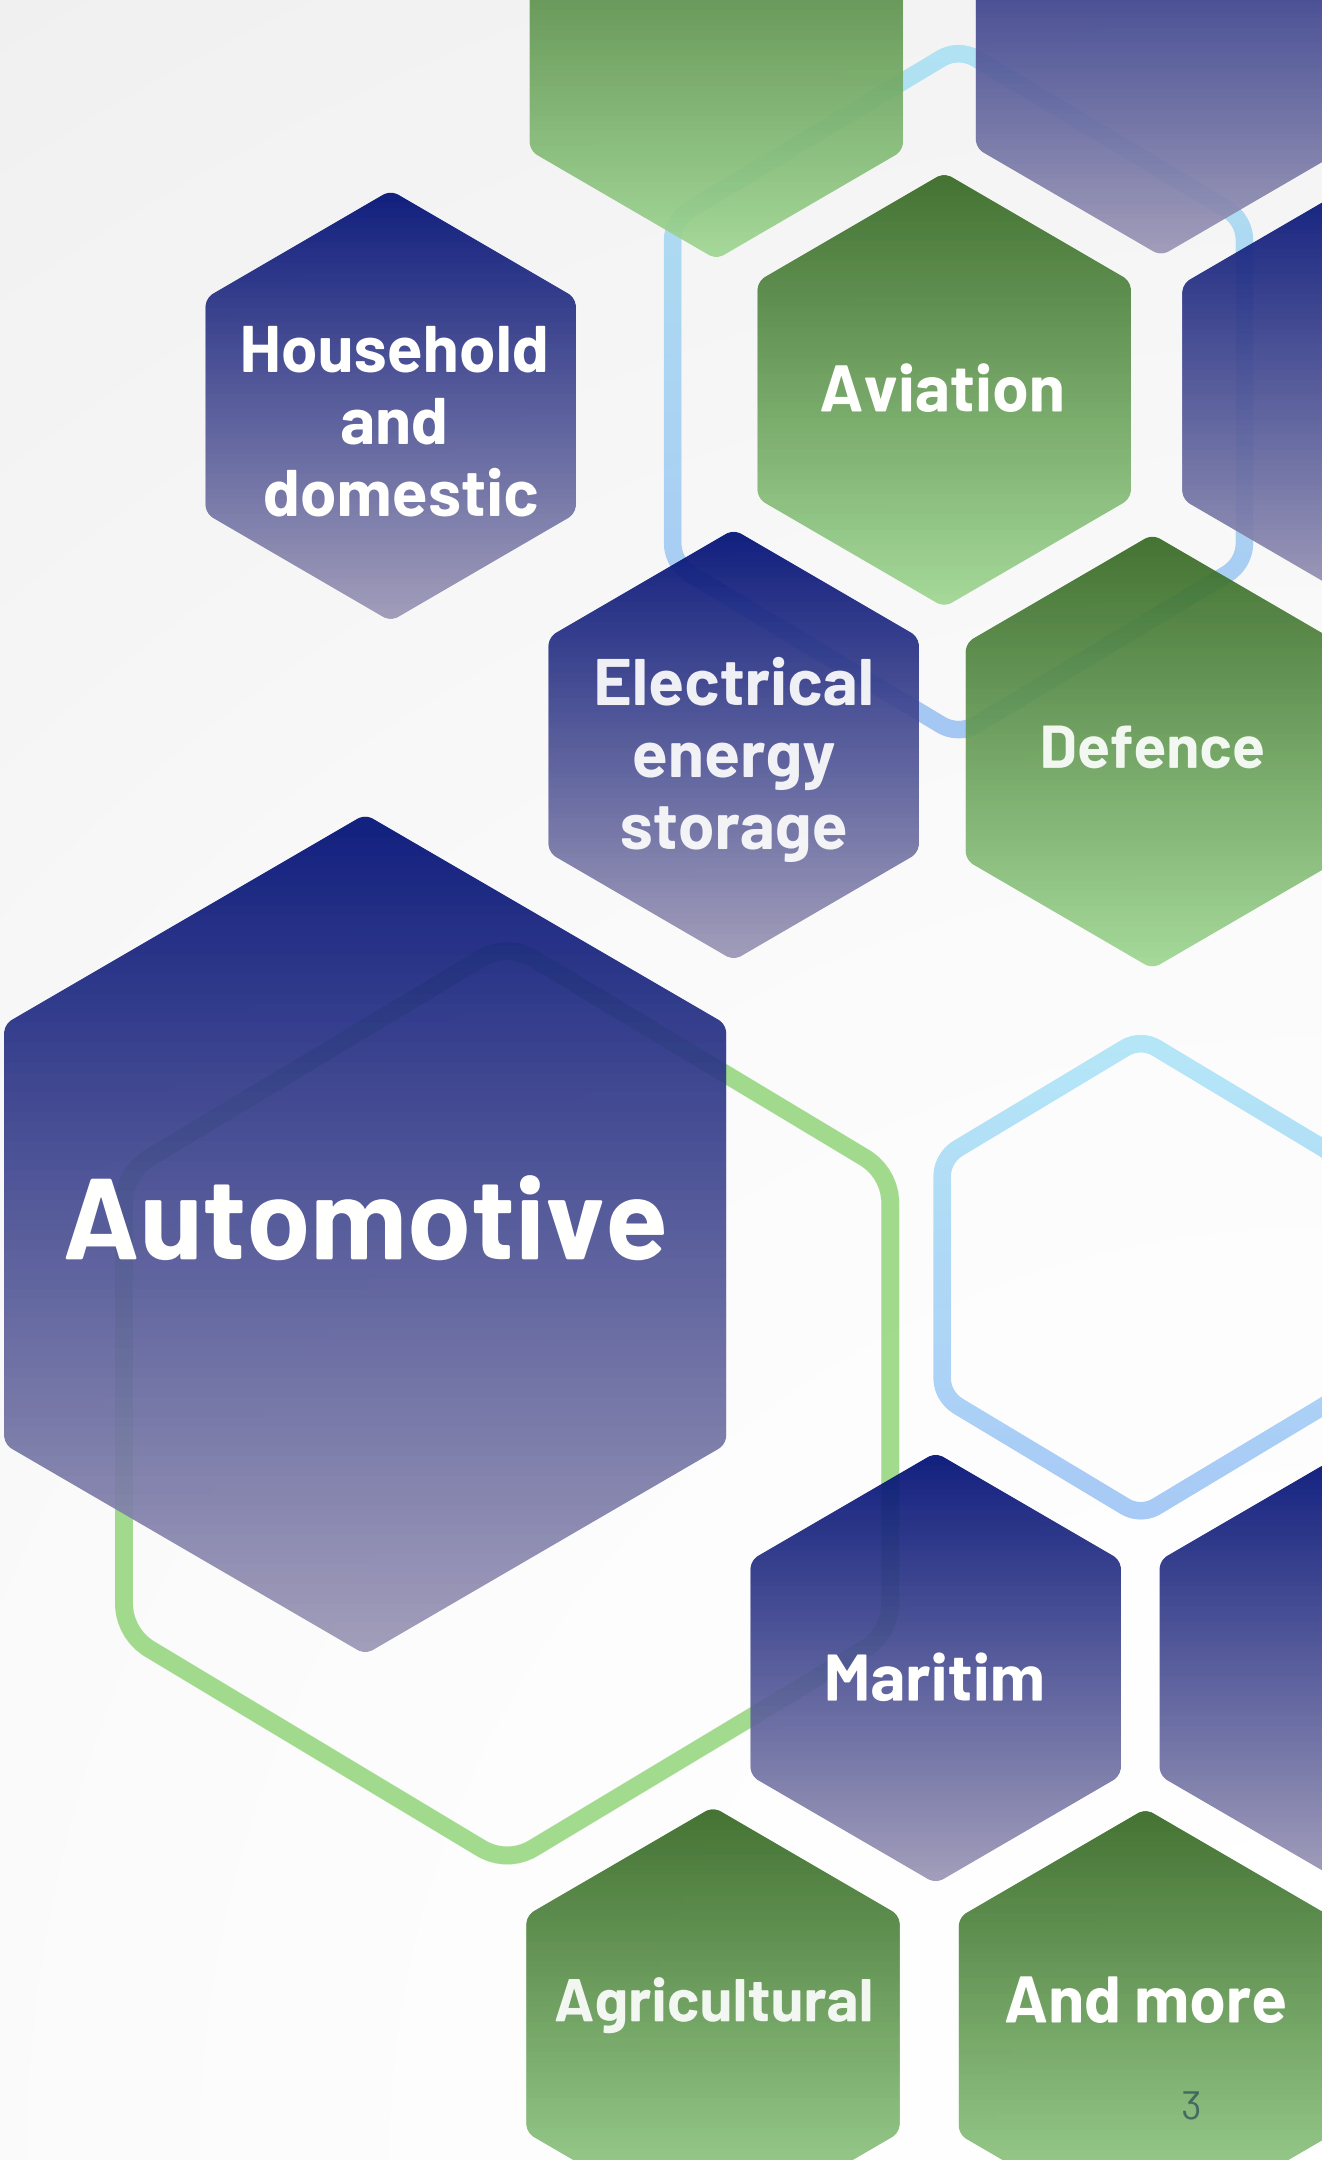 Household
and
domestic
Aviation
Electrical
energy
storage
Defence
Automotive
Maritim
Agricultural
And more
3